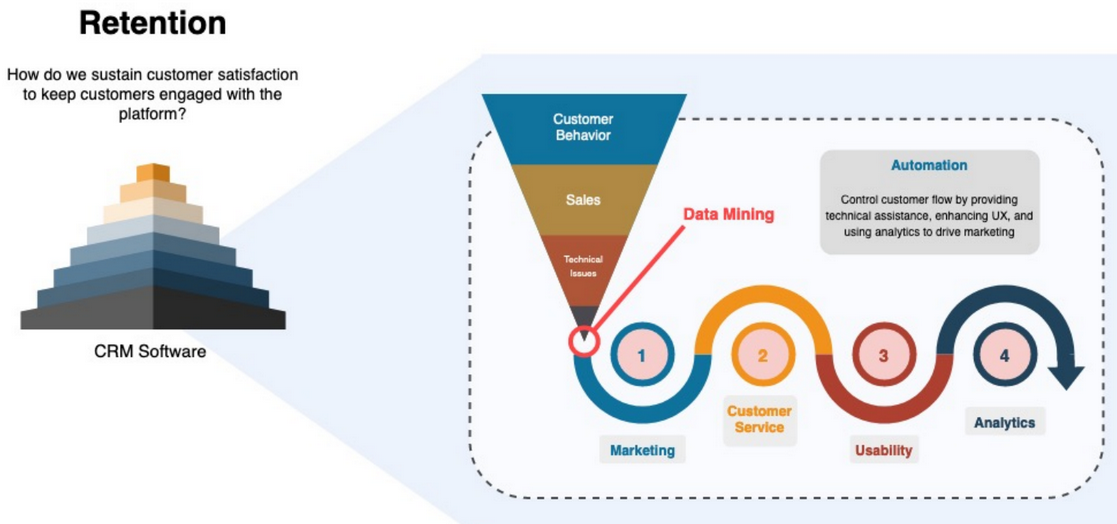 Retention
How do we sustain customer satisfaction
to keep customers engaged with the
platform?
CRM Software
Customer
Behavior
Sales
Technical
Issues
Data Mining
Automation
Control customer flow by providing
technical assistance, enhancing UX, and
using analytics to drive marketing
1
2
3
4
Marketing
Customer
Service
Usability
Analytics